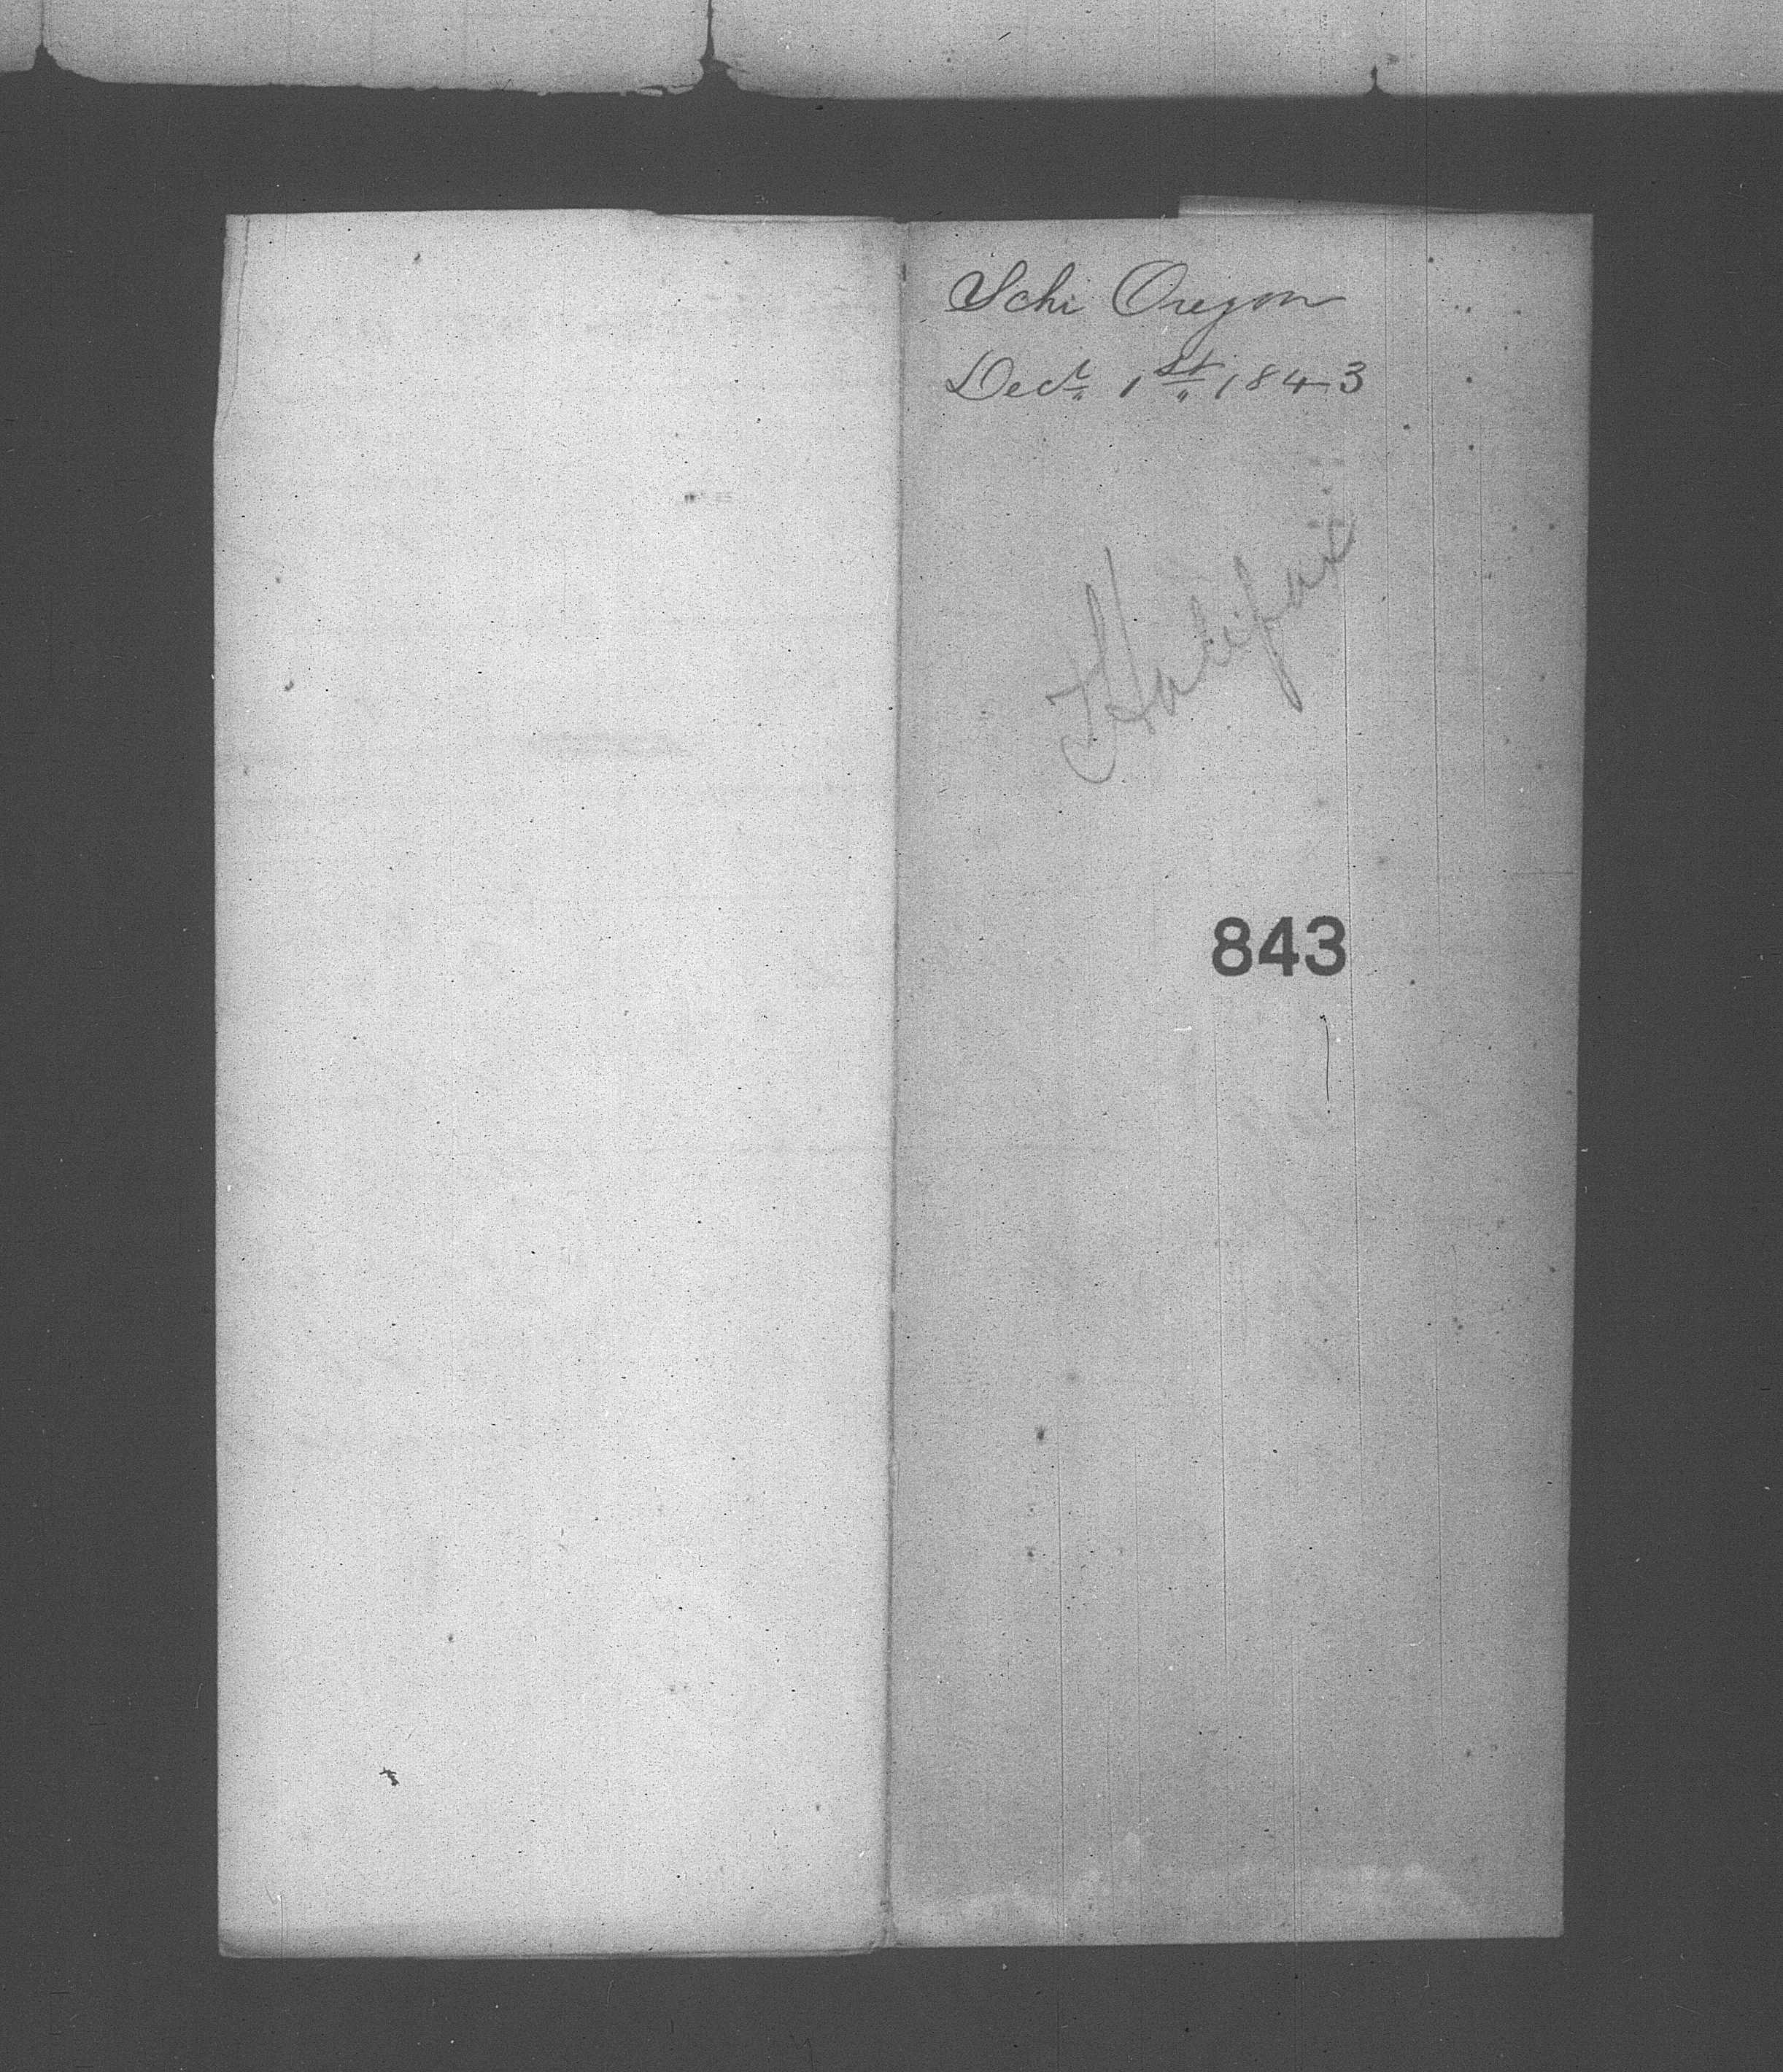 Schr Oregon
Decr 1st 1843
Halifax
843